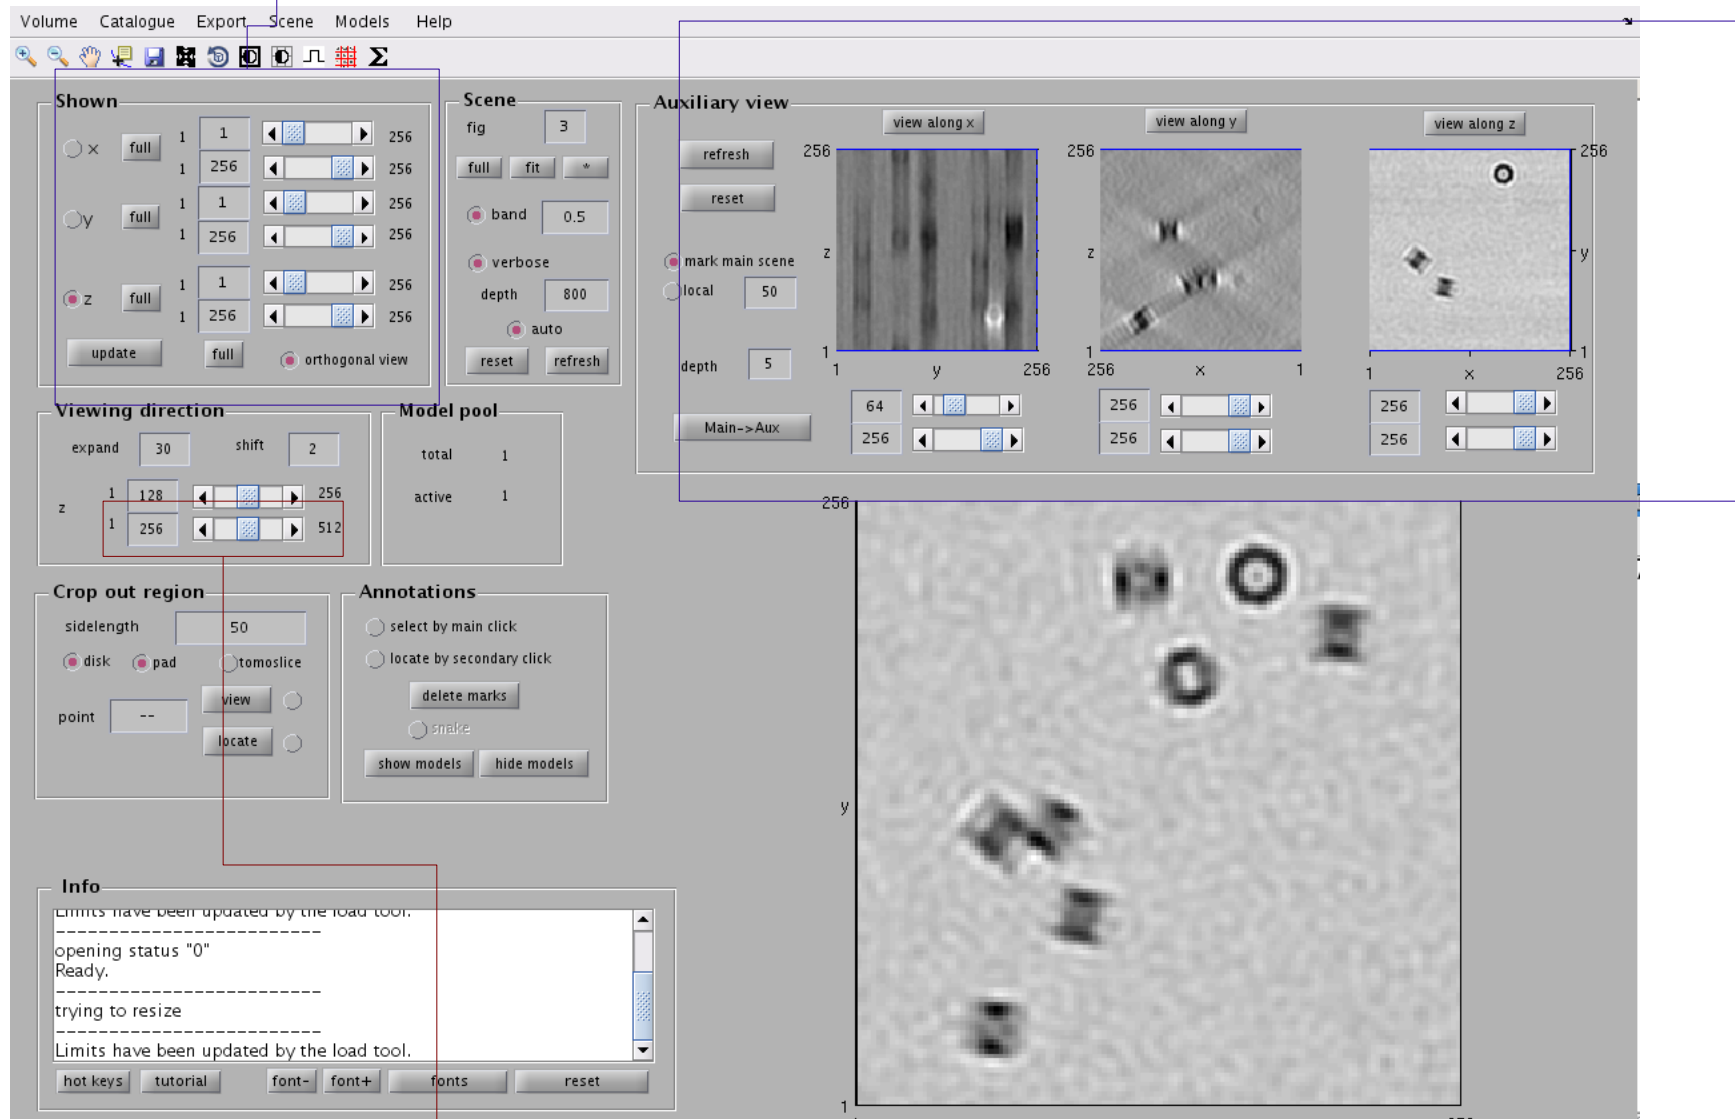 Volume Catalogue Export Scene Models Help
Shown
x full 1 1 256
1 256 256
y full 1 1 256
1 256 256
z full 1 1 256
1 256 256
update full orthogonal view
Scene
fig 3
full fit *
band 0.5
verbose
depth 800
auto
reset refresh
Auxiliary view
refresh
reset
mark main scene
local 50
depth 5
Main->Aux
view along x
256
z
1
1 y 256
64
256
view along y
256
z
1
256 x 1
256
256
view along z
256
y
1
1 x 256
256
256
Viewing direction
expand 30 shift 2
z 1 128 256
1 256 512
Model pool
total 1
active 1
Crop out region
sidelength 50
disk pad tomoslice
point -- view
locate
Annotations
select by main click
locate by secondary click
delete marks
snake
show models hide models
Info
Limits have been updated by the load tool.
-------------------------
opening status "0"
Ready.
-------------------------
trying to resize
-------------------------
Limits have been updated by the load tool.
hot keys tutorial font- font+ fonts reset
256
y
1